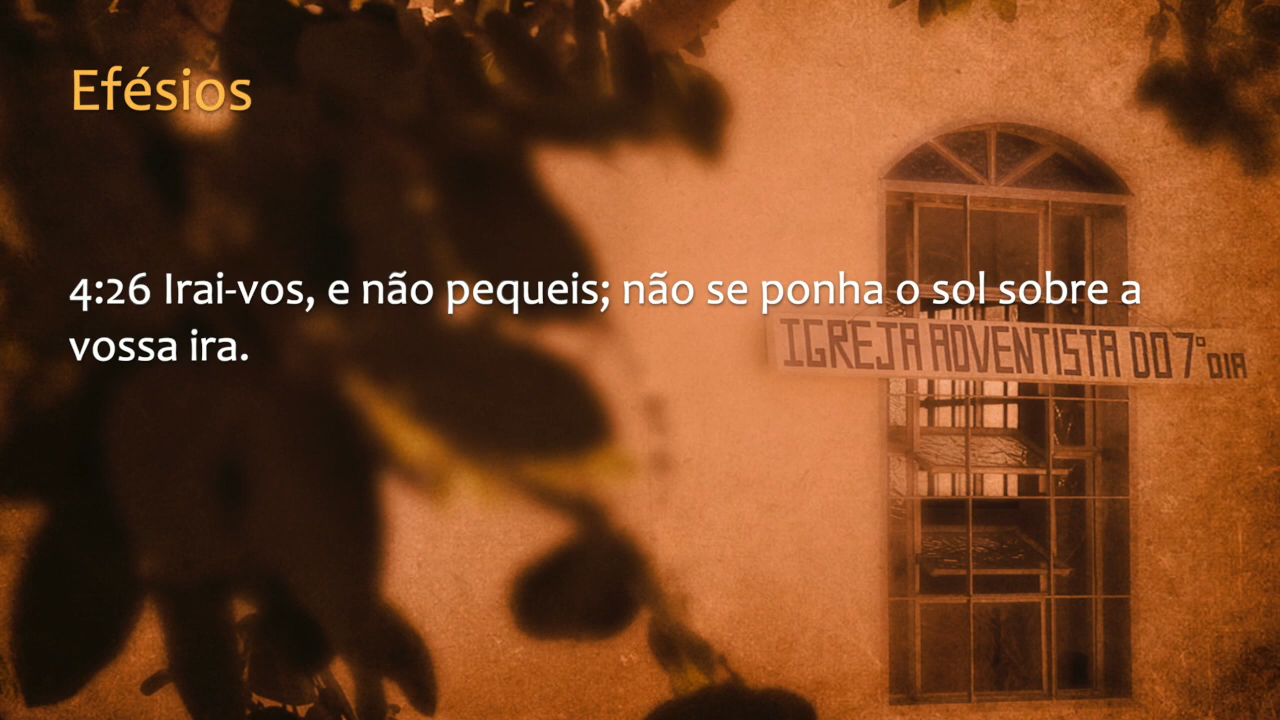 Efésios
4:26 Irai-vos, e não pequeis; não se ponha o sol sobre a
vossa ira.
IGREJA ADVENTISTA DO 7° DIA